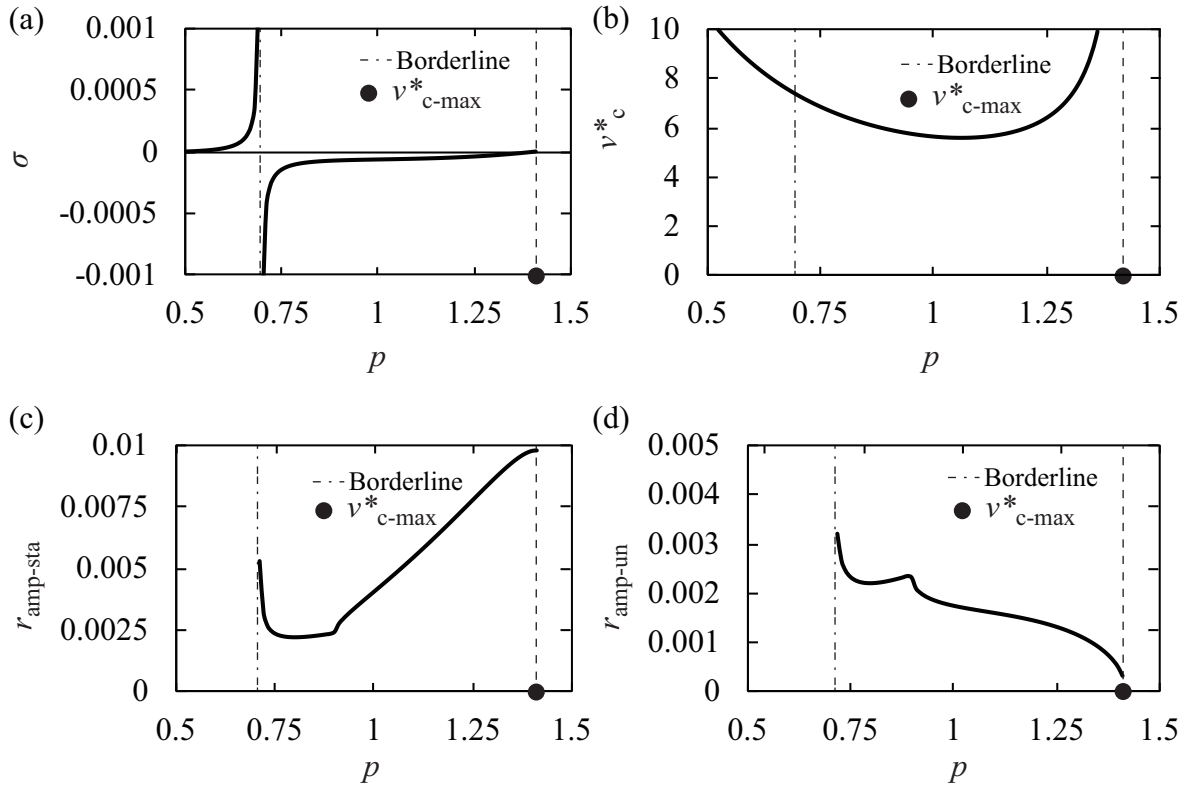 (a)
0.001
0.0005
0
-0.0005
-0.001
σ
0.5
0.75
1
1.25
1.5
p
Borderline
v*c-max
(b)
10
8
6
4
2
0
v*c
0.5
0.75
1
1.25
1.5
p
Borderline
v*c-max
(c)
0.01
0.0075
0.005
0.0025
0
ramp-sta
0.5
0.75
1
1.25
1.5
p
Borderline
v*c-max
(d)
0.005
0.004
0.003
0.002
0.001
0
ramp-un
0.5
0.75
1
1.25
1.5
p
Borderline
v*c-max